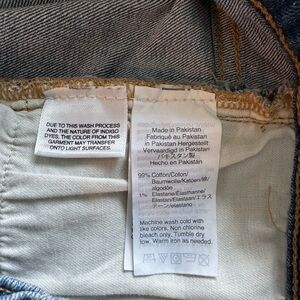 DUE TO THIS WASH PROCESS
AND THE NATURE OF INDIGO
DYES, THE COLOR FROM THIS
GARMENT MAY TRANSFER
ONTO LIGHT SURFACES.
Made in Pakistan
Fabriqué au Pakistan
in Pakistan Hergestellt
Vervaardigd in Pakistan
パキスタン製
Hecho en Pakistán
99% Cotton/Coton/
Baumwolle/Katoen/綿/
algodón
1% Elastane/Élasthanne/
Elasthan/Elastaan/エラス
/elastano
Machine wash cold with
like colors. Non chlorine
bleach only. Tumble dry
low. Warm iron as needed.